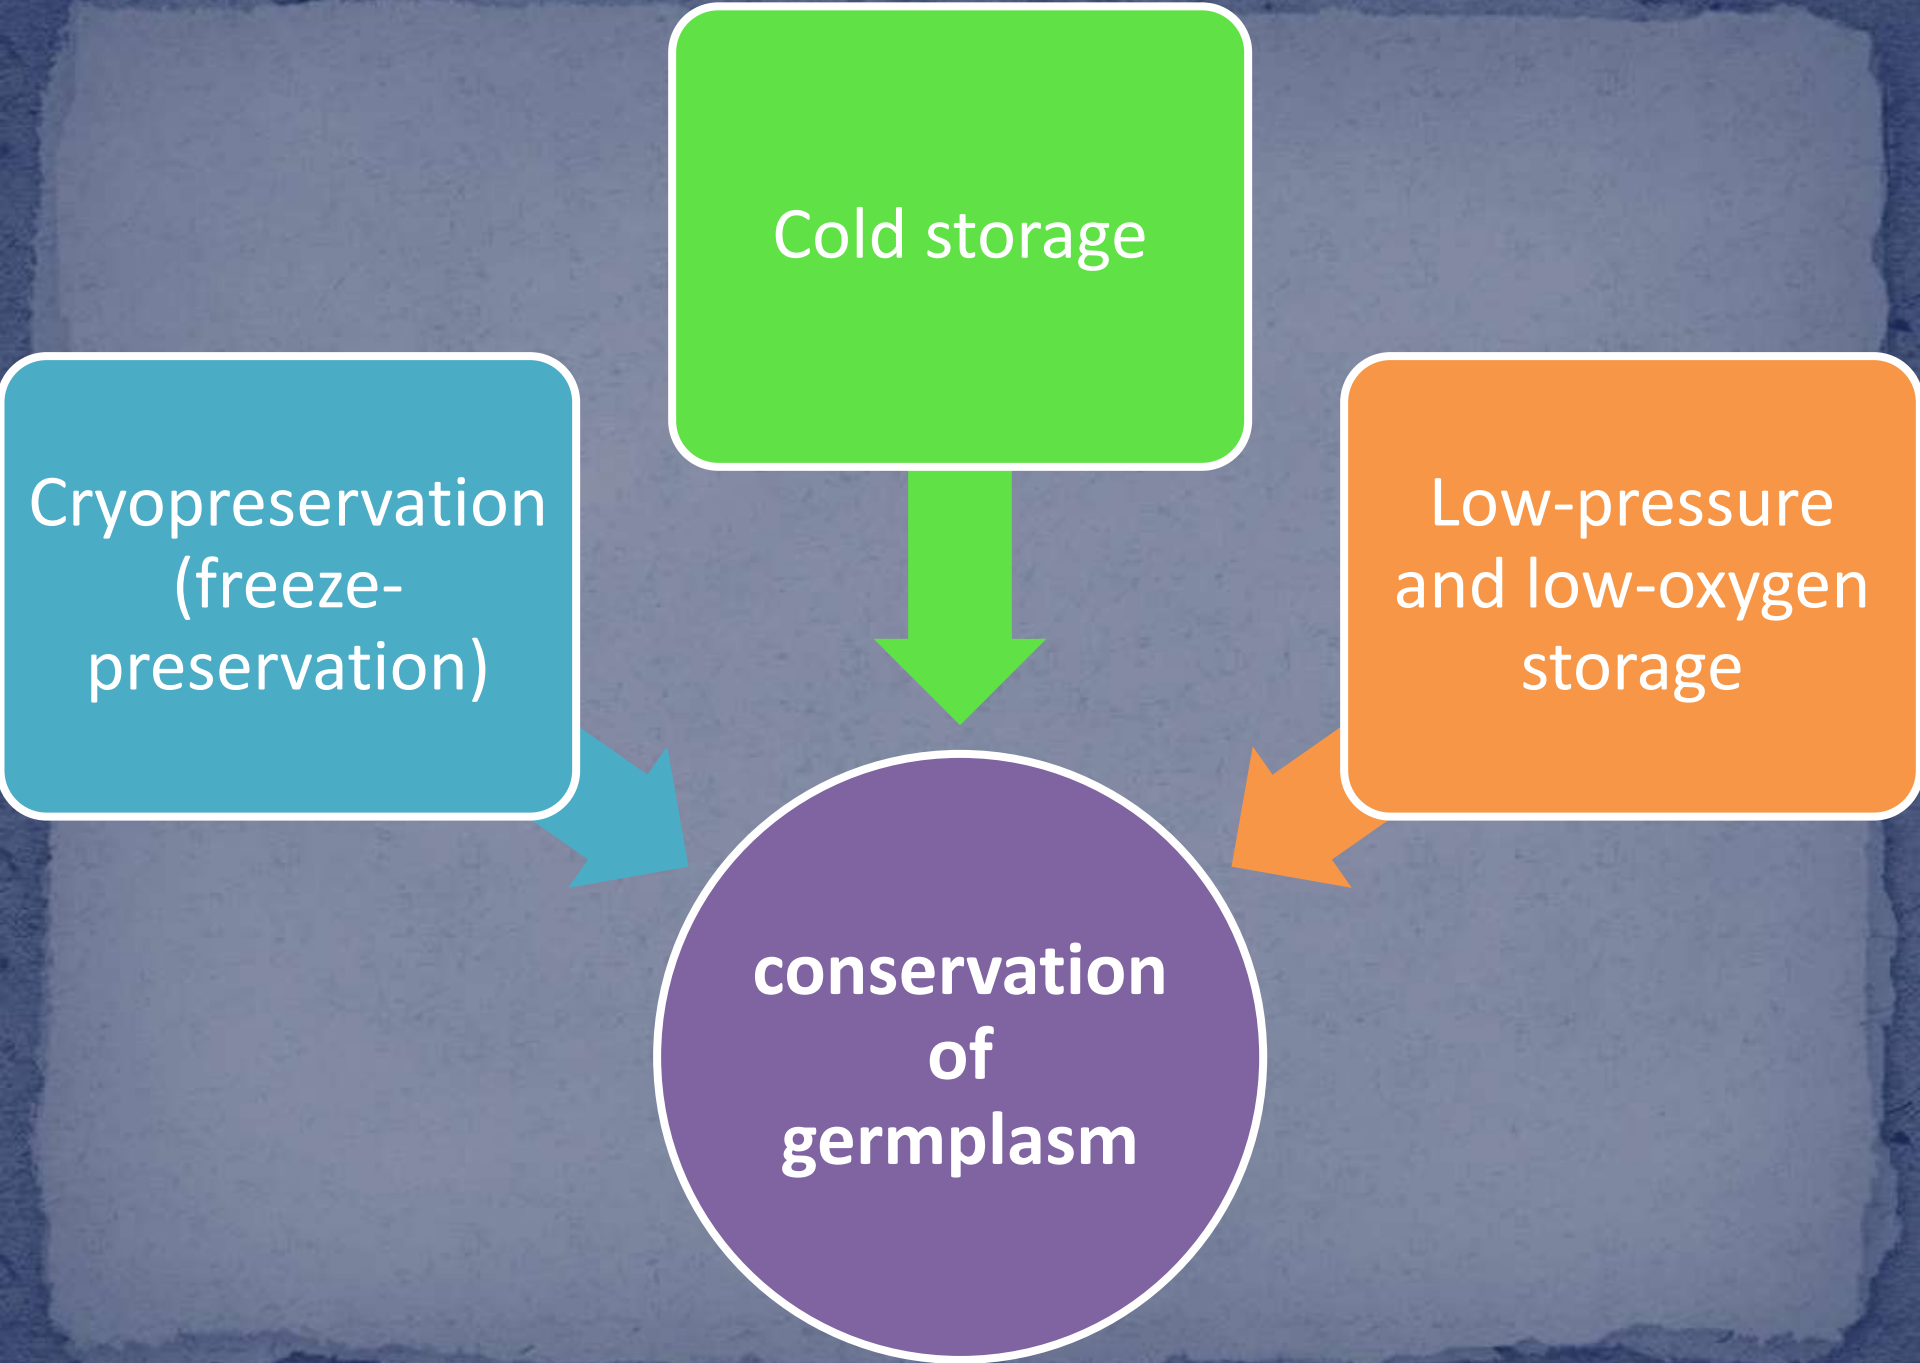 Cold storage
Cryopreservation
(freeze-
preservation)
Low-pressure
and low-oxygen
storage
conservation
of
germplasm